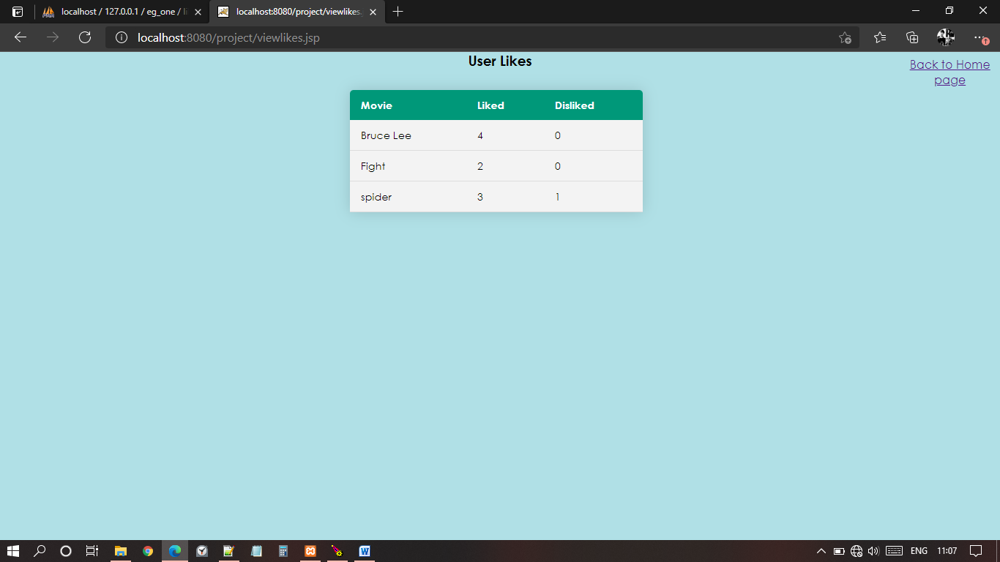 localhost / 127.0.0.1 / eg_one / li
localhost:8080/project/viewlikes.
localhost:8080/project/viewlikes.jsp
User Likes
Back to Home
page
Movie Liked Disliked
Bruce Lee 4 0
Fight 2 0
spider 3 1
ENG 11:07